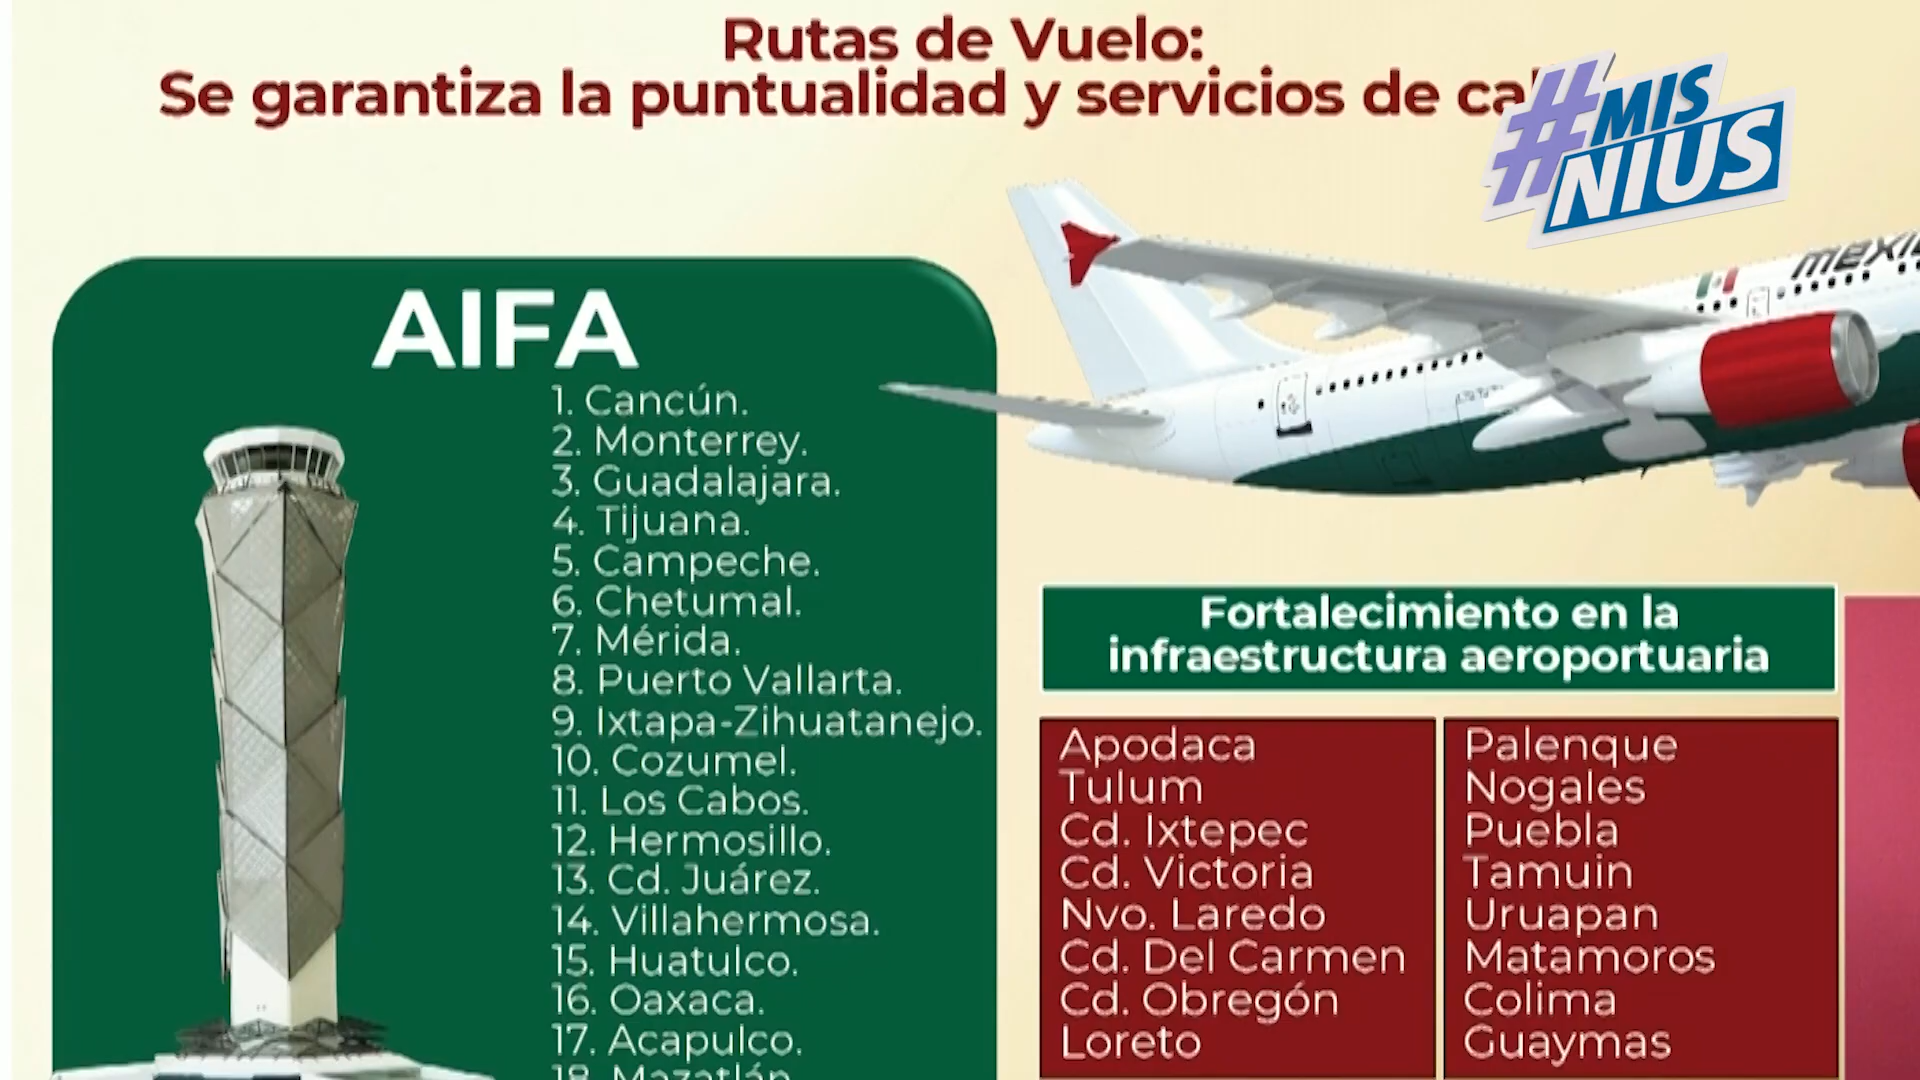 Rutas de Vuelo:
Se garantiza la puntualidad y servicios de
#MIS
NIUS
AIFA
1. Cancún.
2. Monterrey.
3. Guadalajara.
4. Tijuana.
5. Campeche.
6. Chetumal.
7. Mérida.
8. Puerto Vallarta.
9. Ixtapa-Zihuatanejo.
10. Cozumel.
11. Los Cabos.
12. Hermosillo.
13. Cd. Juárez.
14. Villahermosa.
15. Huatulco.
16. Oaxaca.
17. Acapulco.
18. Mazatlán.
Fortalecimiento en la
infraestructura aeroportuaria
Apodaca
Tulum
Cd. Ixtepec
Cd. Victoria
Nvo. Laredo
Cd. Del Carmen
Cd. Obregón
Loreto
Palenque
Nogales
Puebla
Tamuin
Uruapan
Matamoros
Colima
Guaymas